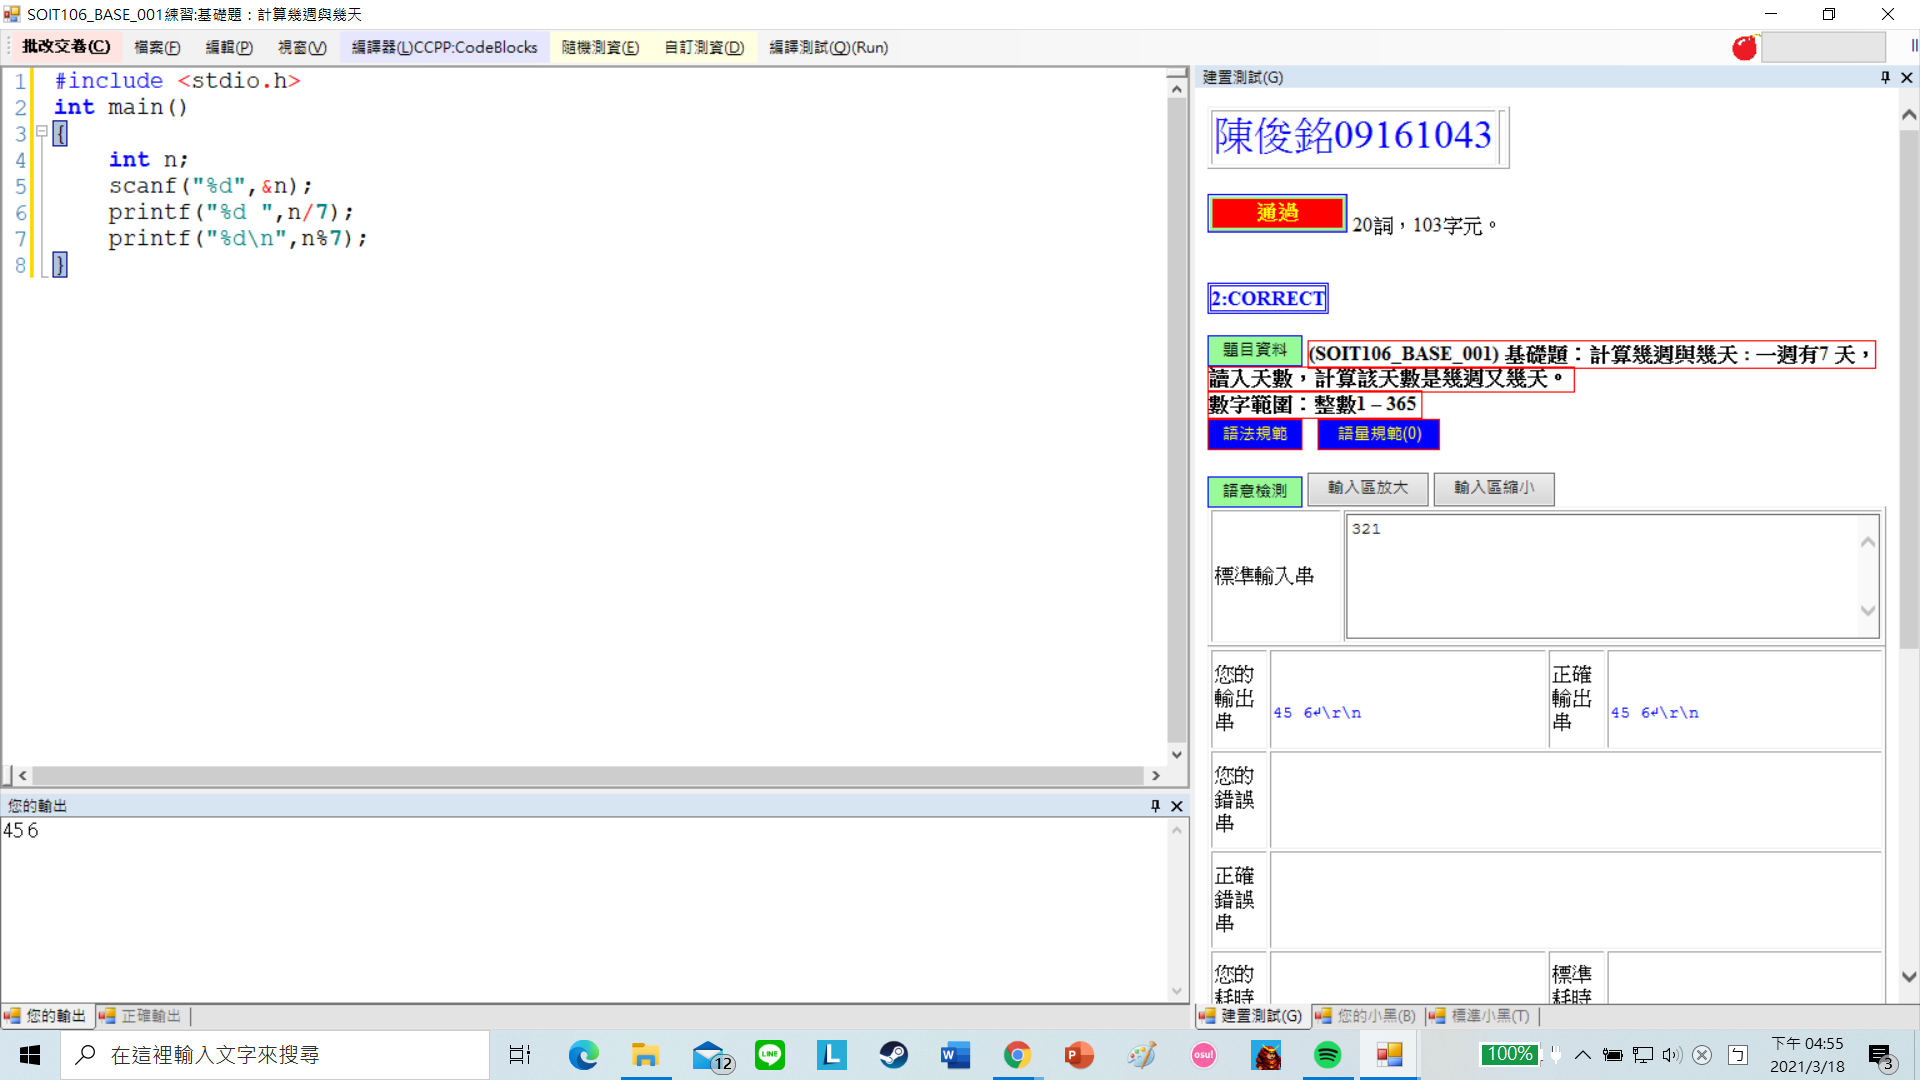 SOIT106_BASE_001練習:基礎題：計算幾週與幾天
批改交卷(C) 檔案(F) 編輯(P) 視窗(V) 編譯器(L)CCPP:CodeBlocks 隨機測資(E) 自訂測資(D) 編譯測試(Q)(Run)
1 #include <stdio.h>
2 int main()
3 {
4 int n;
5 scanf("%d",&n);
6 printf("%d ",n/7);
7 printf("%d\n",n%7);
8 }
您的輸出
45 6
您的輸出 正確輸出
建置測試(G)
陳俊銘09161043
通過 20詞，103字元。
2:CORRECT
題目資料 (SOIT106_BASE_001) 基礎題：計算幾週與幾天 : 一週有7 天，
讀入天數，計算該天數是幾週又幾天。
數字範圍：整數1 – 365
語法規範 語量規範(0)
語意檢測 輸入區放大 輸入區縮小
標準輸入串 321
您的
輸出
串
45 6↲\r\n
正確
輸出
串
45 6↲\r\n
您的
錯誤
串
正確
錯誤
串
您的
耗時
標準
耗時
建置測試(G) 您的小黑(B) 標準小黑(T)
在這裡輸入文字來搜尋
12
LINE
L
W
P
osu!
100%
ㄅ
下午 04:55
2021/3/18
3